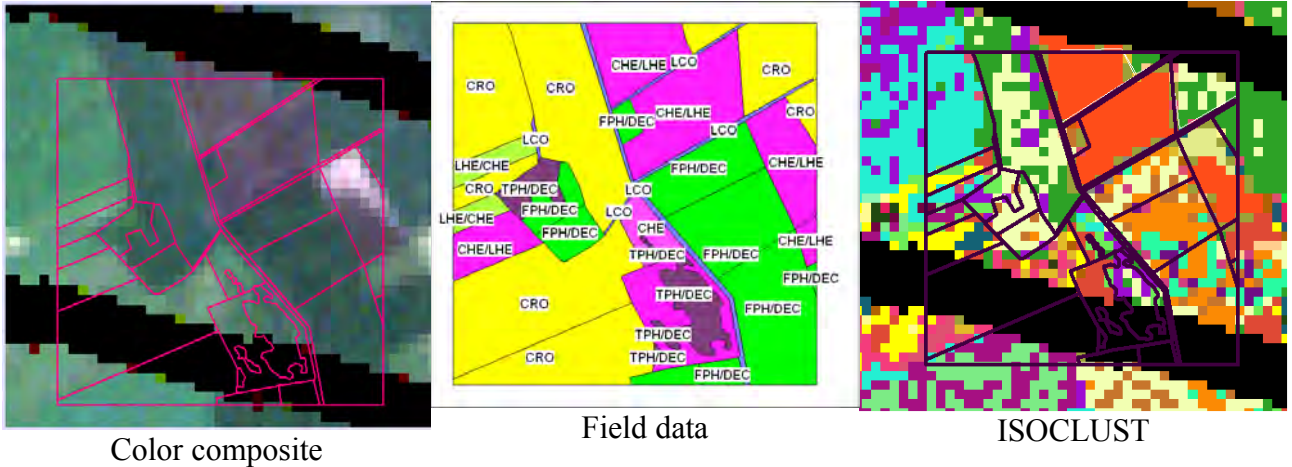 CHE/LHE
LCO
CRO
CRO
CRO
CHE/LHE
CRO
FPH/DEC
LCO
LCO
LHE/CHE
FPH/DEC
CHE/LHE
CRO
TPH/DEC
LCO
FPH/DEC
LCO
LHE/CHE
FPH/DEC
CHE
CHE/LHE
CHE/LHE
TPH/DEC
FPH/DEC
CRO
TPH/DEC
FPH/DEC
TPH/DEC
CRO
TPH/DEC
FPH/DEC
Color composite
Field data
ISOCLUST